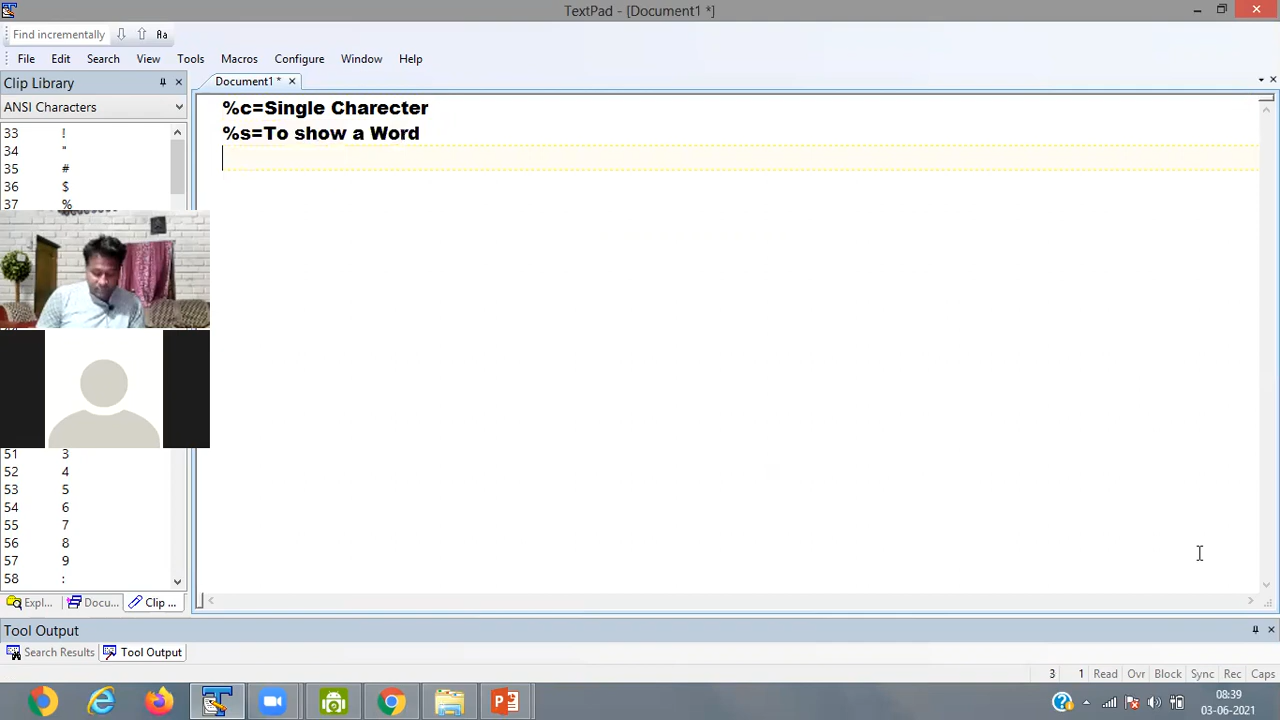 TextPad - [Document1 *]
Find incrementally
Aa
File Edit Search View Tools Macros Configure Window Help
Clip Library
Document1 *
ANSI Characters
%c=Single Charecter
%s=To show a Word
33 !
34 "
35 #
36 $
37 %
51 3
52 4
53 5
54 6
55 7
56 8
57 9
58 :
Expl... Docu... Clip ...
Tool Output
Search Results Tool Output
3 1 Read Ovr Block Sync Rec Caps
08:39
03-06-2021